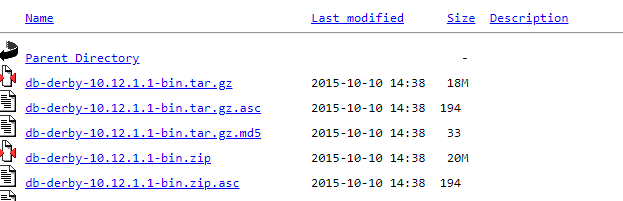 Name Last modified Size Description
Parent Directory -
db-derby-10.12.1.1-bin.tar.gz 2015-10-10 14:38 18M
db-derby-10.12.1.1-bin.tar.gz.asc 2015-10-10 14:38 194
db-derby-10.12.1.1-bin.tar.gz.md5 2015-10-10 14:38 33
db-derby-10.12.1.1-bin.zip 2015-10-10 14:38 20M
db-derby-10.12.1.1-bin.zip.asc 2015-10-10 14:38 194